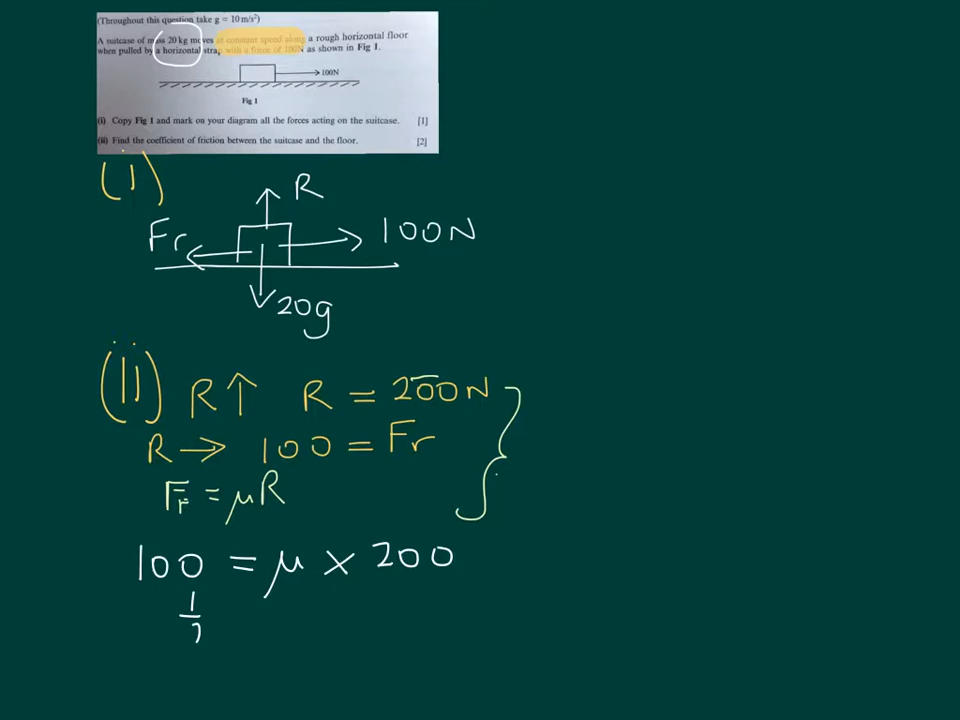 (Throughout this question take g = 10 m/s²)
A suitcase of mass 20 kg moves at constant speed along a rough horizontal floor
when pulled by a horizontal strap with a force of 100N as shown in Fig 1.
100N
Fig 1
(i) Copy Fig 1 and mark on your diagram all the forces acting on the suitcase. [1]
(ii) Find the coefficient of friction between the suitcase and the floor. [2]
(i)
R
Fr 100N
20g
(ii) R ↑ R = 200N
R → 100 = Fr
Fr = μR
100 = μ × 200
1